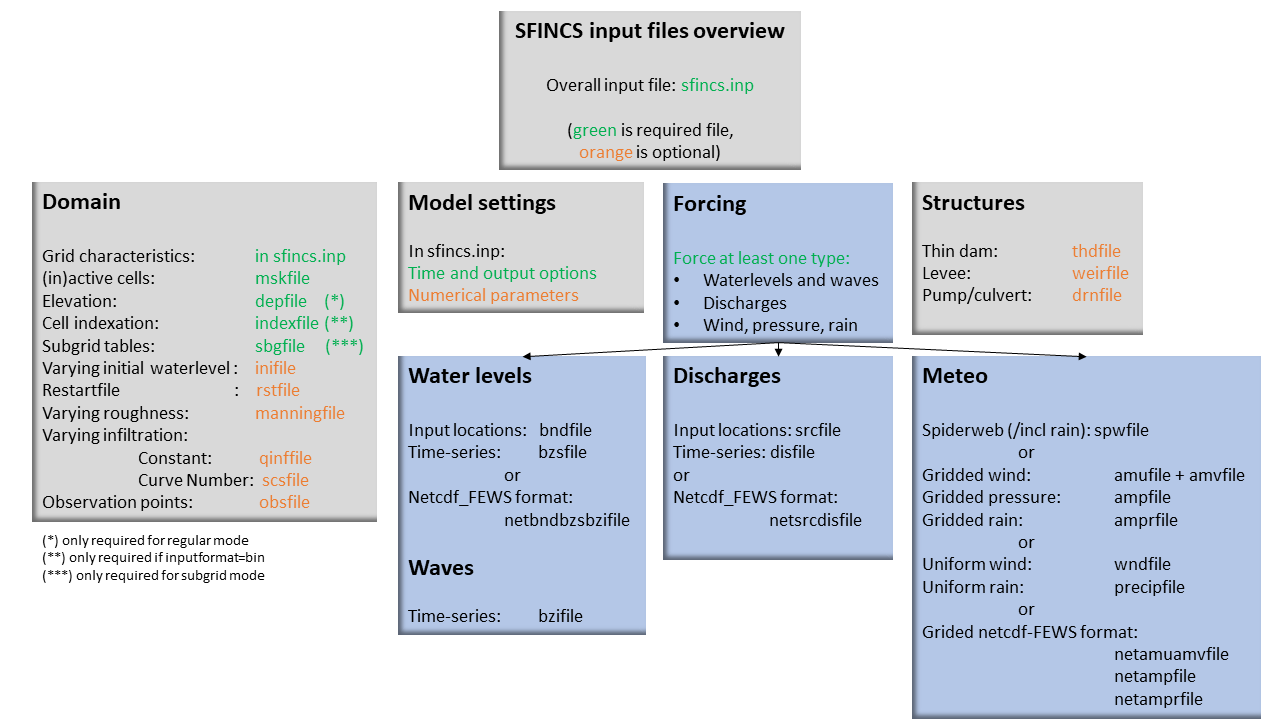 SFINCS input files overview
Overall input file: sfincs.inp
(green is required file,
orange is optional)
Domain
Grid characteristics: in sfincs.inp
(in)active cells: mskfile
Elevation: depfile (*)
Cell indexation: indexfile (**)
Subgrid tables: sbgfile (***)
Varying initial waterlevel : inifile
Restartfile : rstfile
Varying roughness: manningfile
Varying infiltration:
Constant: qinffile
Curve Number: scsfile
Observation points: obsfile
(*) only required for regular mode
(**) only required if inputformat=bin
(***) only required for subgrid mode
Model settings
In sfincs.inp:
Time and output options
Numerical parameters
Forcing
Force at least one type:
• Waterlevels and waves
• Discharges
• Wind, pressure, rain
Structures
Thin dam: thdfile
Levee: weirfile
Pump/culvert: drnfile
Water levels
Input locations: bndfile
Time-series: bzsfile
or
Netcdf_FEWS format:
netbndbzsbzifile
Waves
Time-series: bzifile
Discharges
Input locations: srcfile
Time-series: disfile
or
Netcdf_FEWS format:
netsrcdisfile
Meteo
Spiderweb (/incl rain): spwfile
or
Gridded wind: amufile + amvfile
Gridded pressure: ampfile
Gridded rain: amprfile
or
Uniform wind: wndfile
Uniform rain: precipfile
or
Grided netcdf-FEWS format:
netamuamvfile
netampfile
netamprfile